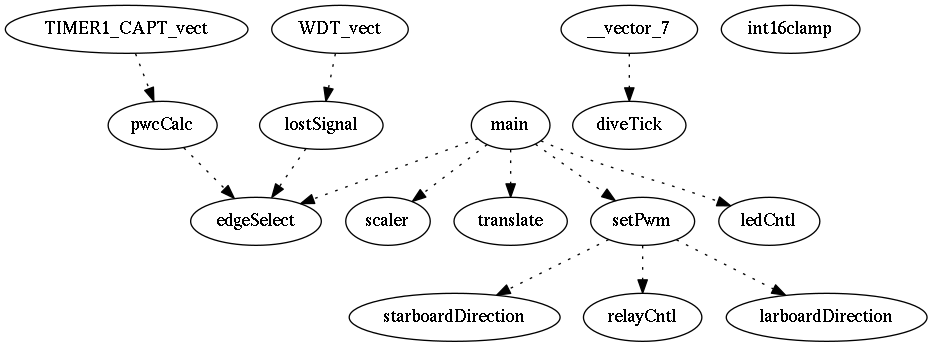 TIMER1_CAPT_vect
WDT_vect
__vector_7
int16clamp
pwcCalc
lostSignal
main
diveTick
edgeSelect
scaler
translate
setPwm
ledCntl
starboardDirection
relayCntl
larboardDirection